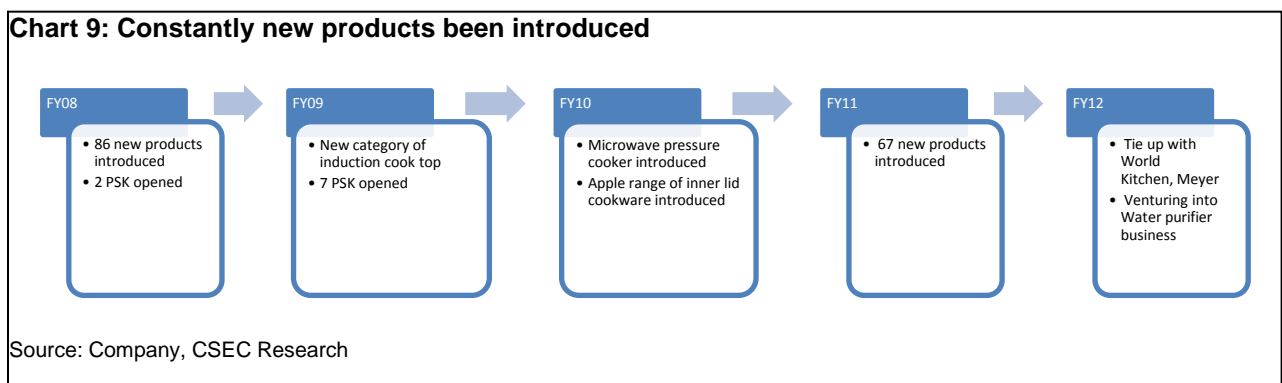 Chart 9: Constantly new products been introduced
FY08
• 86 new products
introduced
• 2 PSK opened
FY09
• New category of
induction cook top
• 7 PSK opened
FY10
• Microwave pressure
cooker introduced
• Apple range of inner lid
cookware introduced
FY11
• 67 new products
introduced
FY12
• Tie up with
World
Kitchen, Meyer
• Venturing into
Water purifier
business
Source: Company, CSEC Research